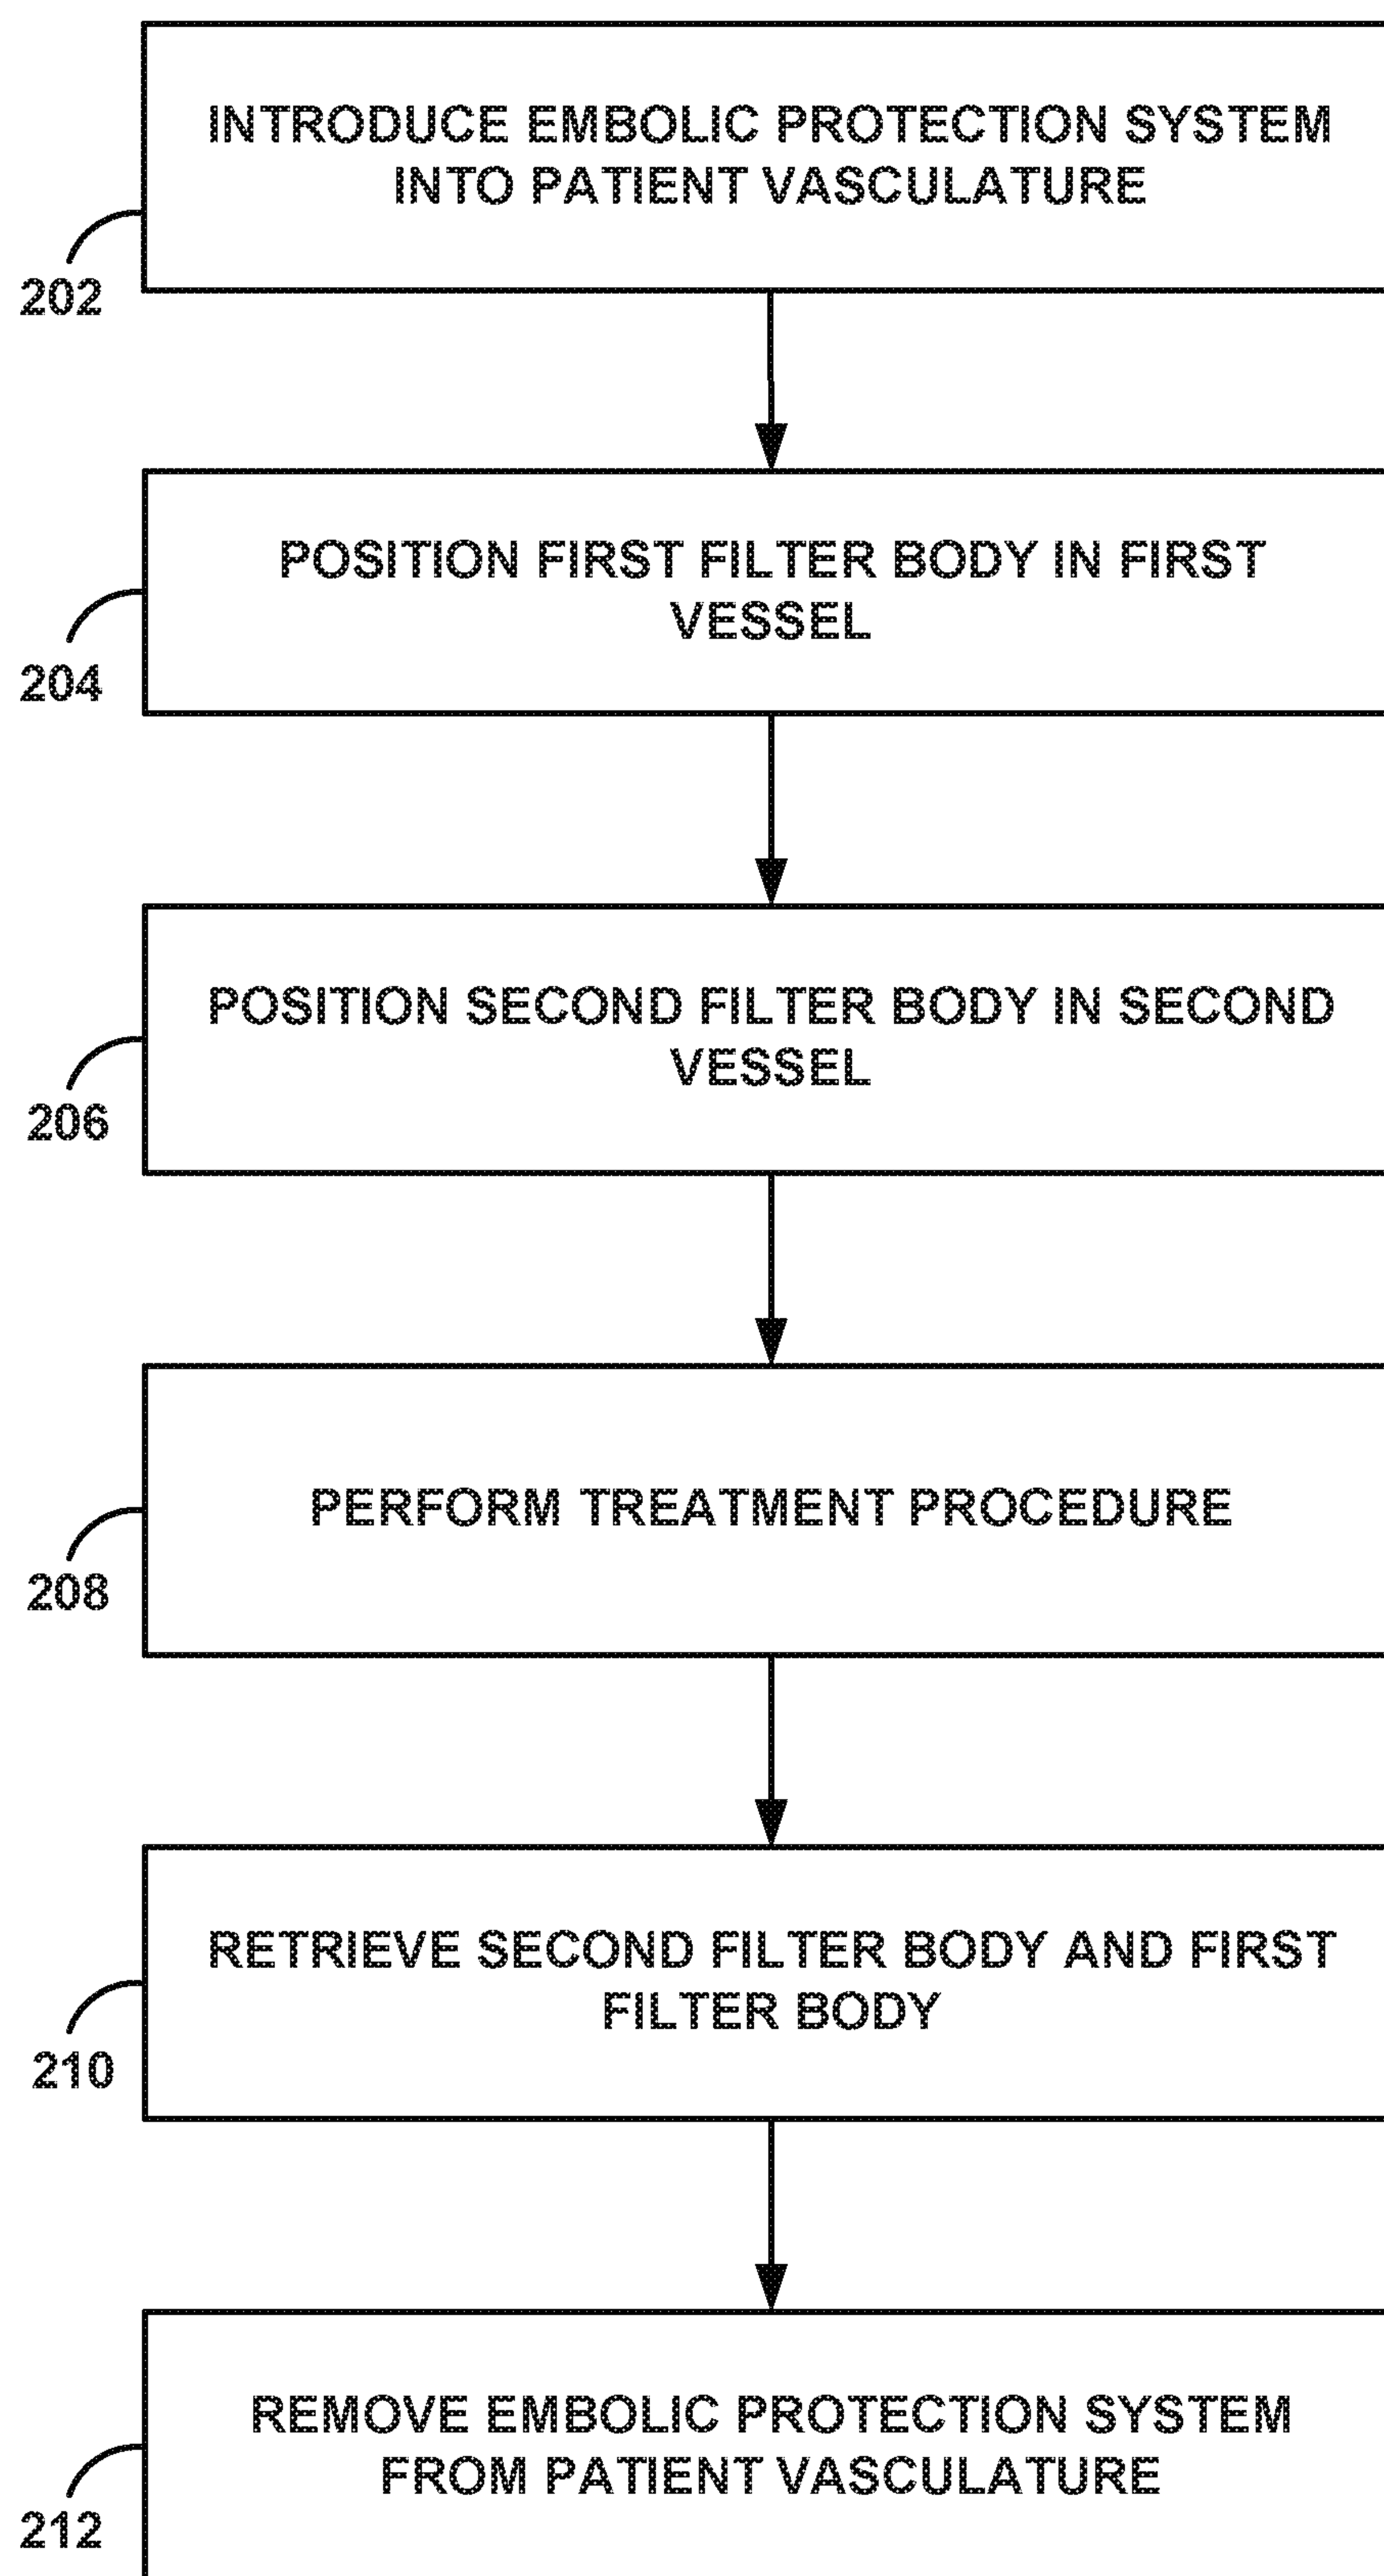 INTRODUCE EMBOLIC PROTECTION SYSTEM
INTO PATIENT VASCULATURE
202
POSITION FIRST FILTER BODY IN FIRST
VESSEL
204
POSITION SECOND FILTER BODY IN SECOND
VESSEL
206
PERFORM TREATMENT PROCEDURE
208
RETRIEVE SECOND FILTER BODY AND FIRST
FILTER BODY
210
REMOVE EMBOLIC PROTECTION SYSTEM
FROM PATIENT VASCULATURE
212